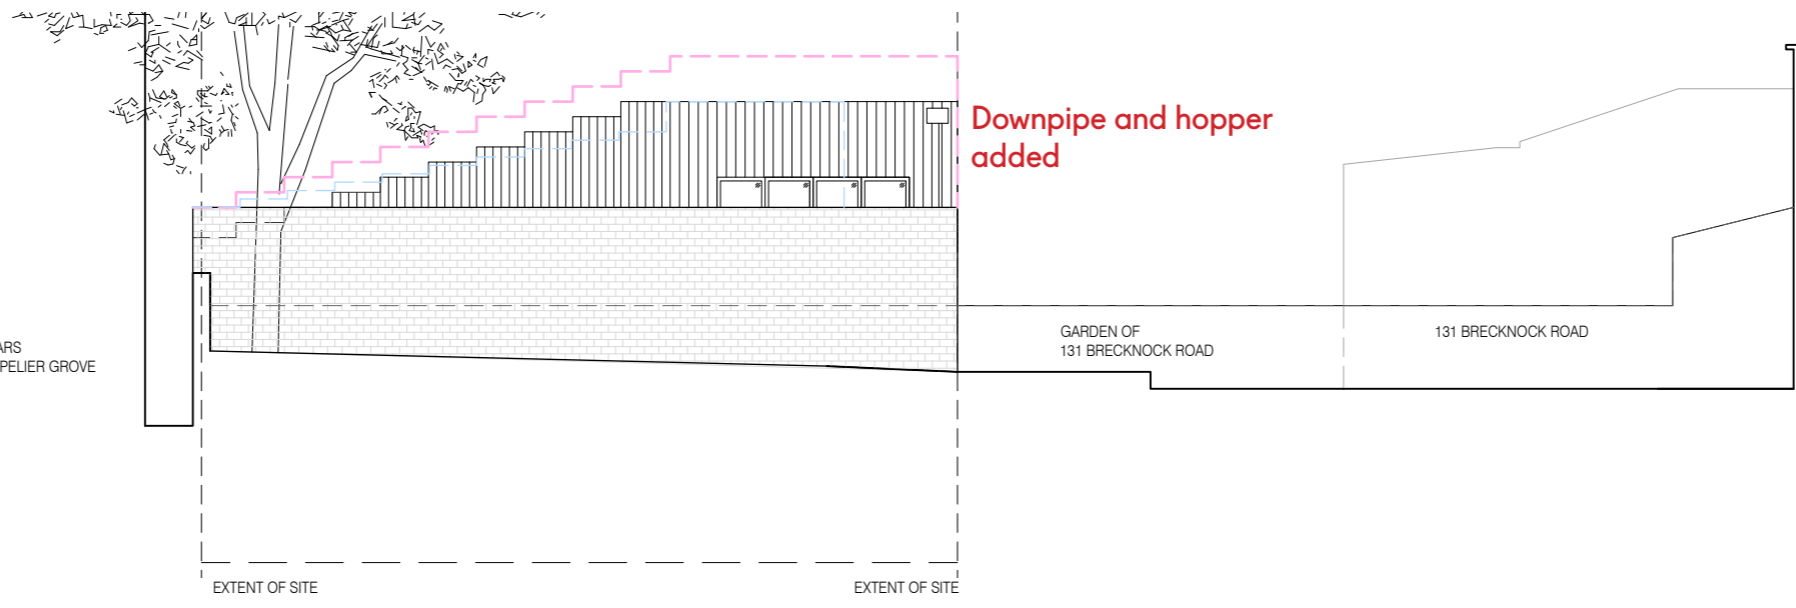 Downpipe and hopper
added
ARS
PELIER GROVE
GARDEN OF
131 BRECKNOCK ROAD
131 BRECKNOCK ROAD
EXTENT OF SITE
EXTENT OF SITE